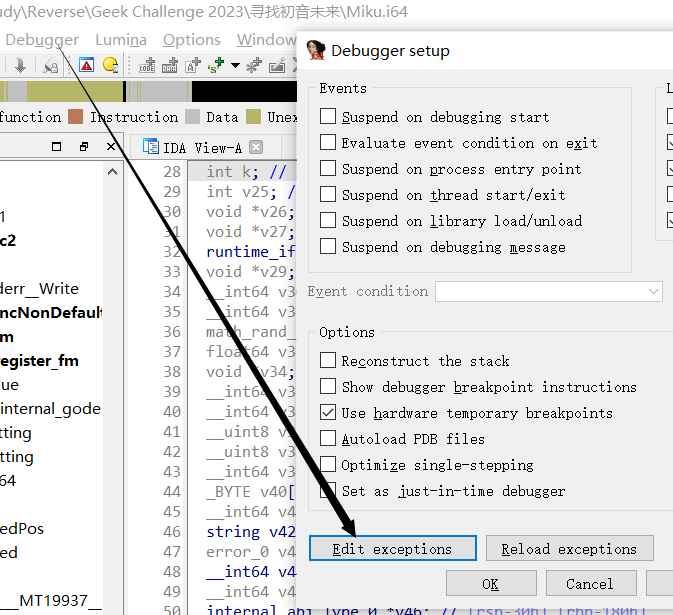 udy\Reverse\Geek Challenge 2023\寻找初音未来\Miku.i64
Debugger Lumina Options Window
Debugger setup
function Instruction Data Unex
IDA View-A
1
c2
derr__Write
ncNonDefault
m
register_fm
ue
internal_gode
tting
tting
64
edPos
ed
__MT19937__
28 int k; //
29 int v25; /
30 void *v26;
31 void *v27;
32 runtime_if
33 void *v29;
34 __int64 v3
35 __int64 v3
36 math_rand_
37 float64 v3
38 void *v34;
39 __int64 v3
40 __int64 v3
41 __uint8 v3
42 __uint8 v3
43 __int64 v3
44 _BYTE v40[
45 __int64 v4
46 string v42
47 error_0 v4
48 __int64 v4
49 __int64 v4
50 internal_abi_Type_0 *v46; // [rsp-30h] [rbp-180h]
Events
Suspend on debugging start
Evaluate event condition on exit
Suspend on process entry point
Suspend on thread start/exit
Suspend on library load/unload
Suspend on debugging message
L
Event condition
Options
Reconstruct the stack
Show debugger breakpoint instructions
Use hardware temporary breakpoints
Autoload PDB files
Optimize single-stepping
Set as just-in-time debugger
Edit exceptions Reload exceptions
OK Cancel